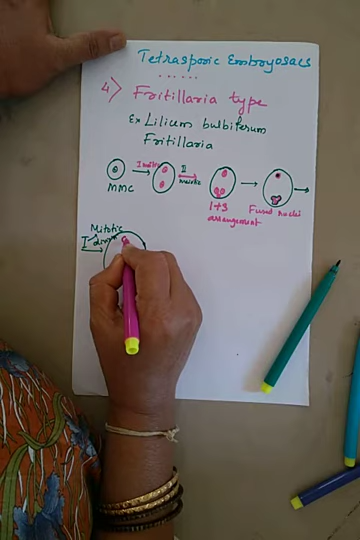 Tetrasporic Embryosacs
4) Fritillaria type
Ex Lilium bulbiferum
Fritillaria
I meiotic II
meiotic
MMC
1+3
arrangement
Fused nuclei
Mitotic
I